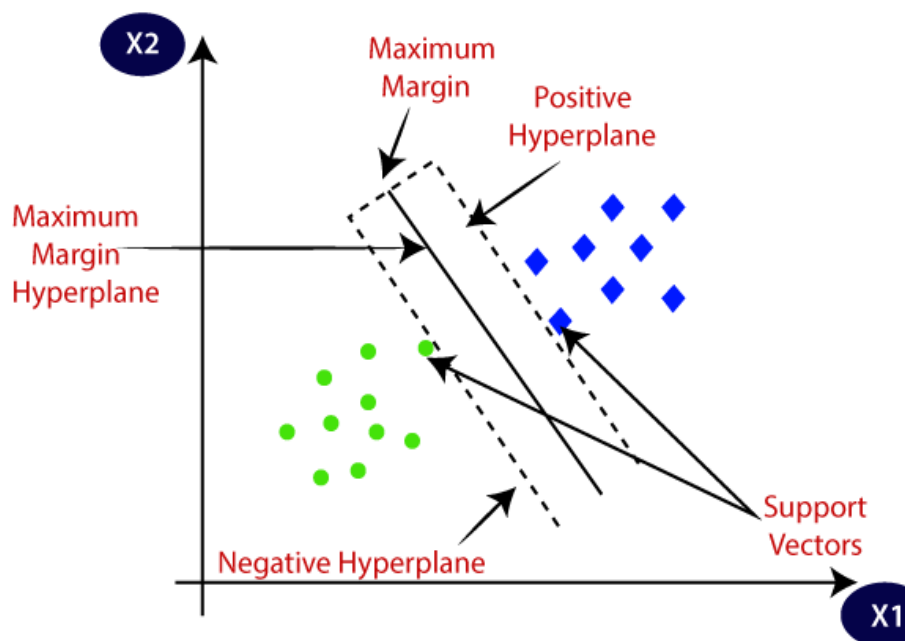 X2
Maximum
Margin
Positive
Hyperplane
Maximum
Margin
Hyperplane
Support
Vectors
Negative Hyperplane
X1